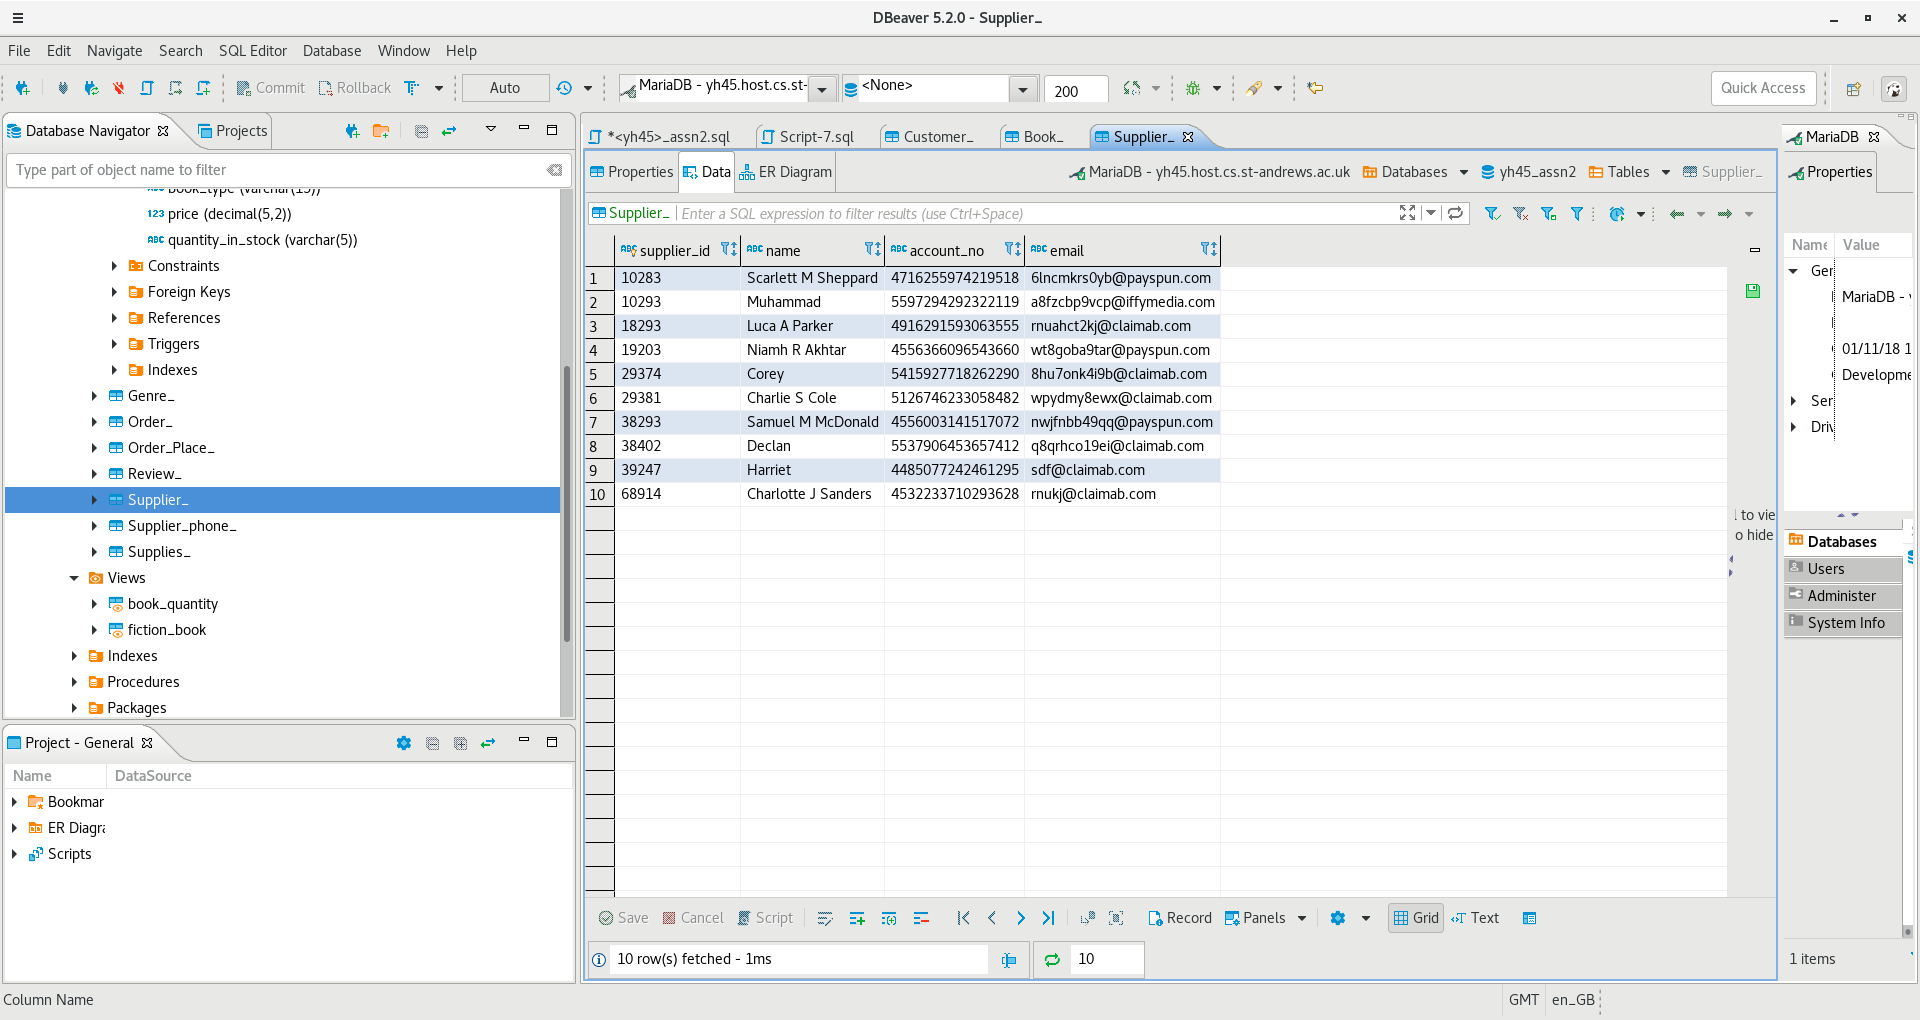 DBeaver 5.2.0 - Supplier_
File Edit Navigate Search SQL Editor Database Window Help
Commit Rollback Auto MariaDB - yh45.host.cs.st- <None> 200 Quick Access
Database Navigator Projects
Type part of object name to filter
book_type (varchar(15))
price (decimal(5,2))
quantity_in_stock (varchar(5))
Constraints
Foreign Keys
References
Triggers
Indexes
Genre_
Order_
Order_Place_
Review_
Supplier_
Supplier_phone_
Supplies_
Views
book_quantity
fiction_book
Indexes
Procedures
Packages
Project - General
Name DataSource
Bookmar
ER Diagra
Scripts
*<yh45>_assn2.sql Script-7.sql Customer_ Book_ Supplier_
Properties Data ER Diagram MariaDB - yh45.host.cs.st-andrews.ac.uk Databases yh45_assn2 Tables Supplier_
Supplier_ Enter a SQL expression to filter results (use Ctrl+Space)
supplier_id name account_no email
1 10283 Scarlett M Sheppard 4716255974219518 6lncmkrs0yb@payspun.com
2 10293 Muhammad 5597294292322119 a8fzcbp9vcp@iffymedia.com
3 18293 Luca A Parker 4916291593063555 rnuahct2kj@claimab.com
4 19203 Niamh R Akhtar 4556366096543660 wt8goba9tar@payspun.com
5 29374 Corey 5415927718262290 8hu7onk4i9b@claimab.com
6 29381 Charlie S Cole 5126746233058482 wpydmy8ewx@claimab.com
7 38293 Samuel M McDonald 4556003141517072 nwjfnbb49qq@payspun.com
8 38402 Declan 5537906453657412 q8qrhco19ei@claimab.com
9 39247 Harriet 4485077242461295 sdf@claimab.com
10 68914 Charlotte J Sanders 4532233710293628 rnukj@claimab.com
to vie
o hide
Save Cancel Script Record Panels Grid Text
10 row(s) fetched - 1ms 10
MariaDB
Properties
Name Value
Ger
MariaDB -
01/11/18 1
Developme
Ser
Driv
Databases
Users
Administer
System Info
1 items
Column Name GMT en_GB